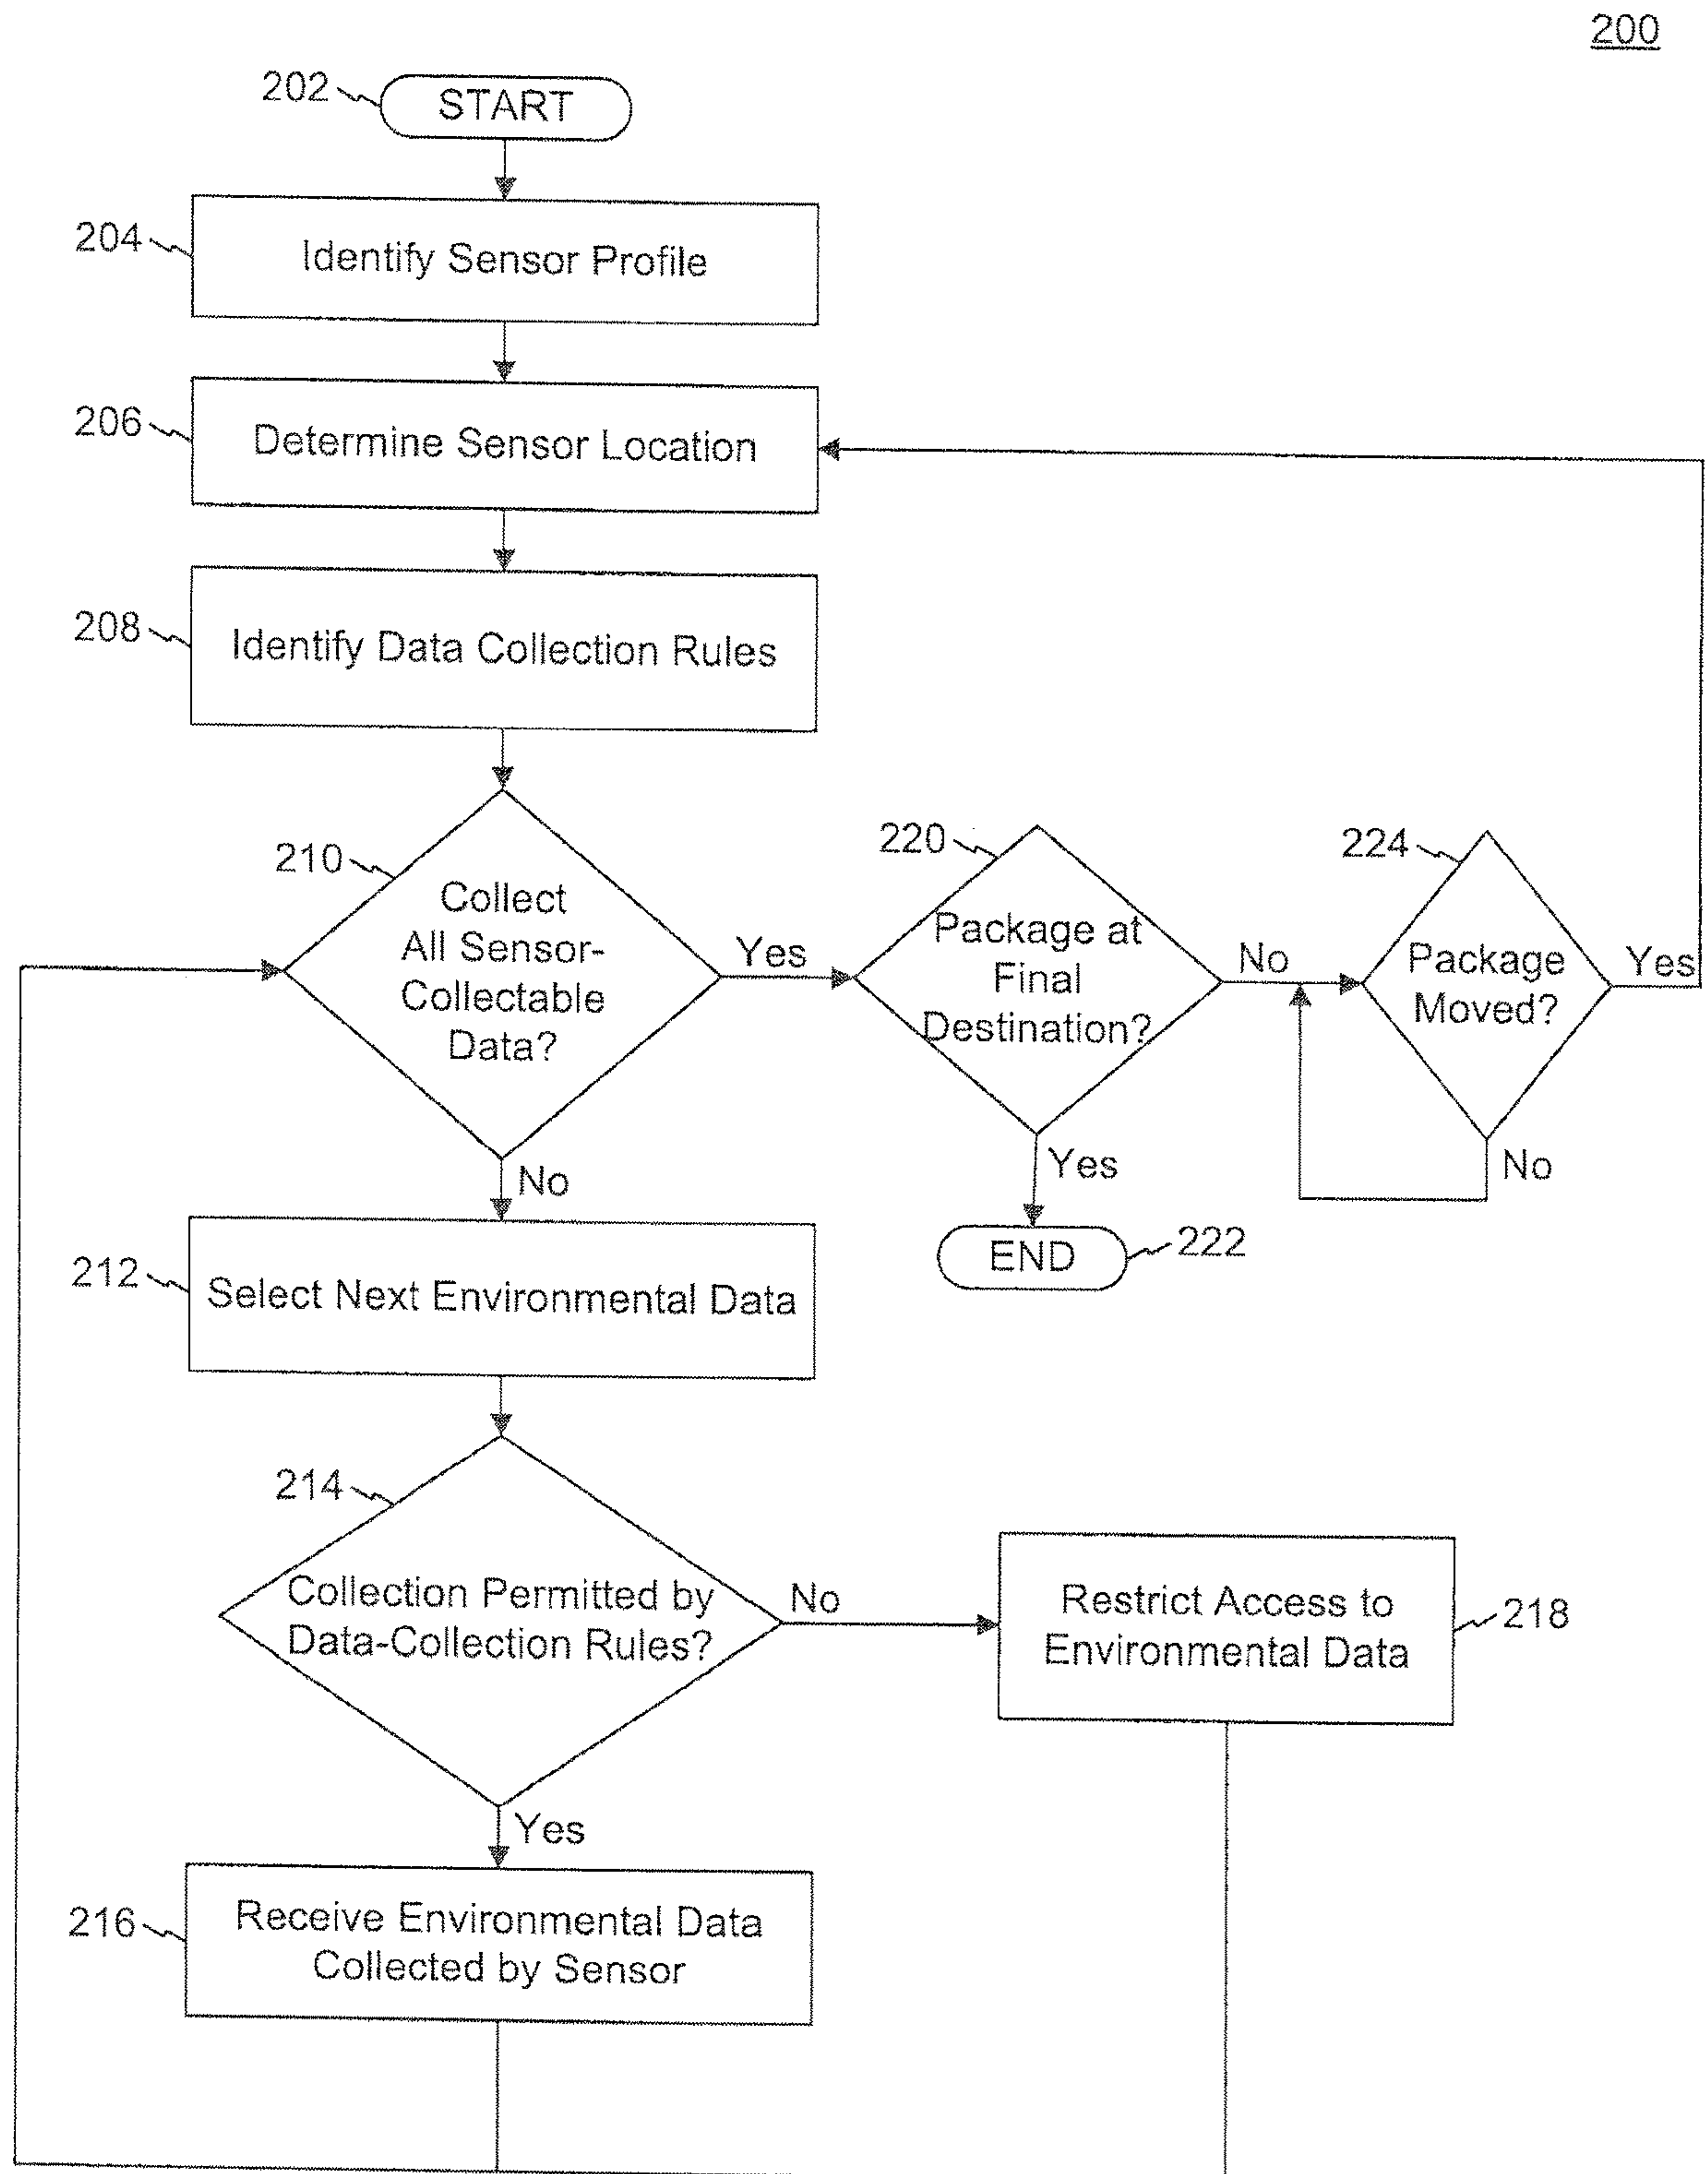 200
202
START
204
Identify Sensor Profile
206
Determine Sensor Location
208
Identify Data Collection Rules
210
Collect
All Sensor-
Collectable
Data?
Yes
No
220
Package at
Final
Destination?
No
Yes
224
Package
Moved?
Yes
No
END
222
212
Select Next Environmental Data
214
Collection Permitted by
Data-Collection Rules?
No
Yes
Restrict Access to
Environmental Data
218
216
Receive Environmental Data
Collected by Sensor